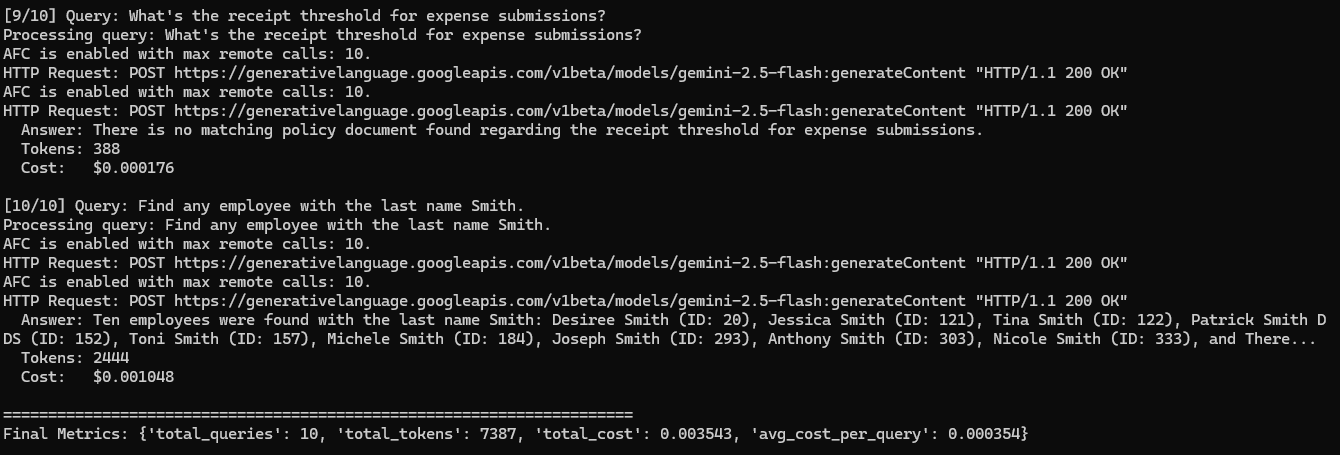 [9/10] Query: What's the receipt threshold for expense submissions?
Processing query: What's the receipt threshold for expense submissions?
AFC is enabled with max remote calls: 10.
HTTP Request: POST https://generativelanguage.googleapis.com/v1beta/models/gemini-2.5-flash:generateContent "HTTP/1.1 200 OK"
AFC is enabled with max remote calls: 10.
HTTP Request: POST https://generativelanguage.googleapis.com/v1beta/models/gemini-2.5-flash:generateContent "HTTP/1.1 200 OK"
  Answer: There is no matching policy document found regarding the receipt threshold for expense submissions.
  Tokens: 388
  Cost:   $0.000176

[10/10] Query: Find any employee with the last name Smith.
Processing query: Find any employee with the last name Smith.
AFC is enabled with max remote calls: 10.
HTTP Request: POST https://generativelanguage.googleapis.com/v1beta/models/gemini-2.5-flash:generateContent "HTTP/1.1 200 OK"
AFC is enabled with max remote calls: 10.
HTTP Request: POST https://generativelanguage.googleapis.com/v1beta/models/gemini-2.5-flash:generateContent "HTTP/1.1 200 OK"
  Answer: Ten employees were found with the last name Smith: Desiree Smith (ID: 20), Jessica Smith (ID: 121), Tina Smith (ID: 122), Patrick Smith D
DS (ID: 152), Toni Smith (ID: 157), Michele Smith (ID: 184), Joseph Smith (ID: 293), Anthony Smith (ID: 303), Nicole Smith (ID: 333), and There...
  Tokens: 2444
  Cost:   $0.001048

======================================================================
Final Metrics: {'total_queries': 10, 'total_tokens': 7387, 'total_cost': 0.003543, 'avg_cost_per_query': 0.000354}